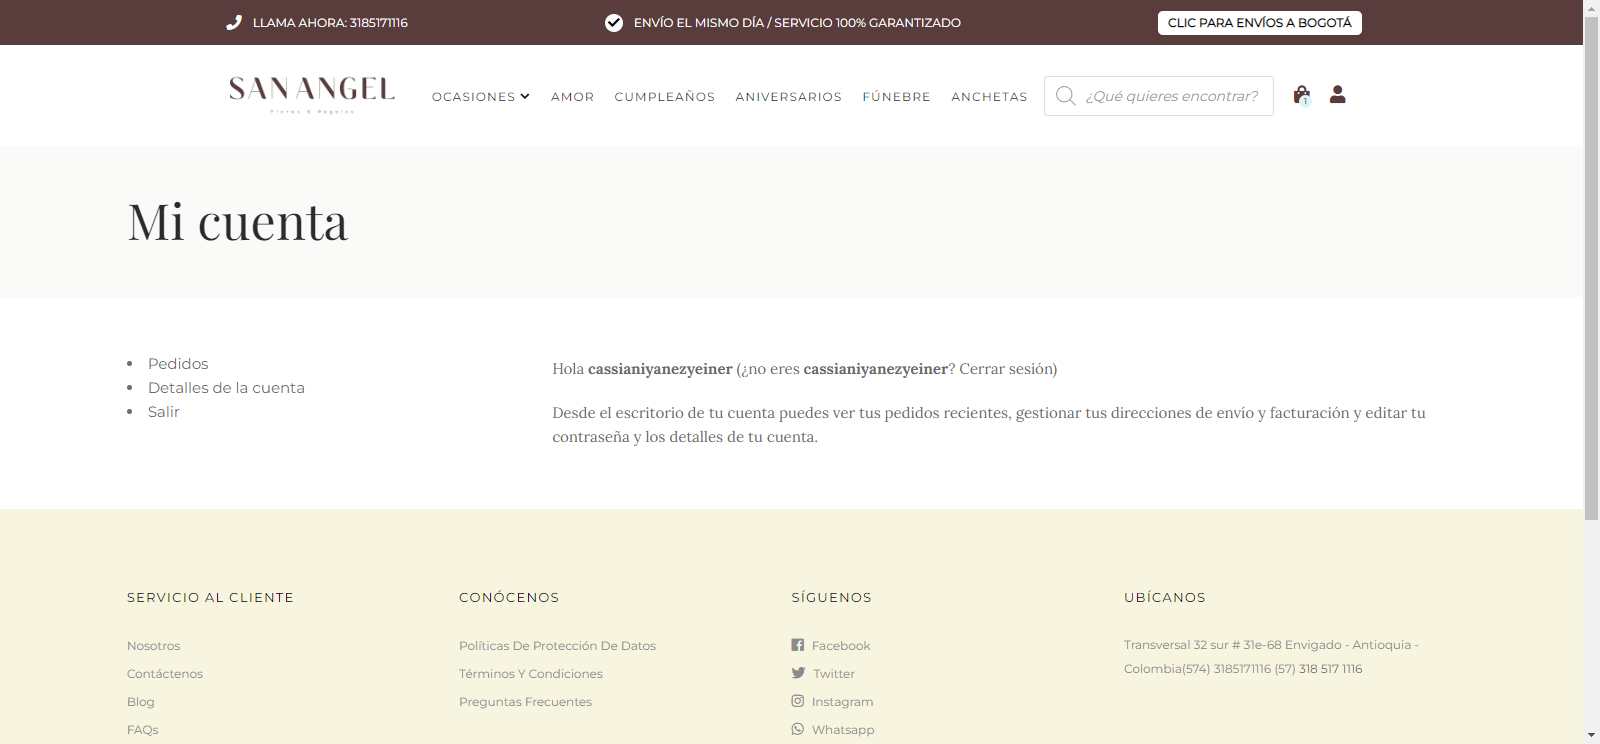 LLAMA AHORA: 3185171116
ENVÍO EL MISMO DÍA / SERVICIO 100% GARANTIZADO
CLIC PARA ENVÍOS A BOGOTÁ
SAN ANGEL
Flores & Regalos
OCASIONES
AMOR
CUMPLEAÑOS
ANIVERSARIOS
FÚNEBRE
ANCHETAS
¿Qué quieres encontrar?
1
Mi cuenta
Pedidos
Detalles de la cuenta
Salir
Hola cassianiyanezyeiner (¿no eres cassianiyanezyeiner? Cerrar sesión)
Desde el escritorio de tu cuenta puedes ver tus pedidos recientes, gestionar tus direcciones de envío y facturación y editar tu
contraseña y los detalles de tu cuenta.
SERVICIO AL CLIENTE
Nosotros
Contáctenos
Blog
FAQs
CONÓCENOS
Políticas De Protección De Datos
Términos Y Condiciones
Preguntas Frecuentes
SÍGUENOS
Facebook
Twitter
Instagram
Whatsapp
UBÍCANOS
Transversal 32 sur # 31e-68 Envigado - Antioquia -
Colombia(574) 3185171116 (57) 318 517 1116